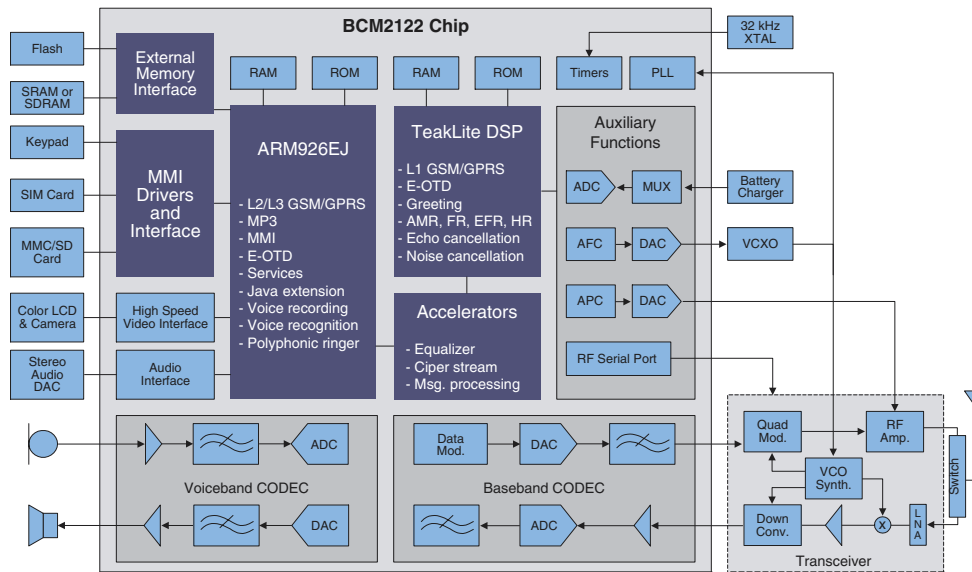 BCM2122 Chip
Flash
SRAM or
SDRAM
Keypad
SIM Card
MMC/SD
Card
Color LCD
& Camera
Stereo
Audio
DAC
External
Memory
Interface
MMI
Drivers
and
Interface
High Speed
Video Interface
Audio
Interface
RAM
ROM
ARM926EJ
- L2/L3 GSM/GPRS
- MP3
- MMI
- E-OTD
- Services
- Java extension
- Voice recording
- Voice recognition
- Polyphonic ringer
RAM
ROM
TeakLite DSP
- L1 GSM/GPRS
- E-OTD
- Greeting
- AMR, FR, EFR, HR
- Echo cancellation
- Noise cancellation
Accelerators
- Equalizer
- Ciper stream
- Msg. processing
Timers
PLL
32 kHz
XTAL
Auxiliary
Functions
ADC
MUX
Battery
Charger
AFC
DAC
VCXO
APC
DAC
RF Serial Port
ADC
Voiceband CODEC
DAC
Data
Mod.
DAC
Baseband CODEC
ADC
Quad
Mod.
RF
Amp.
VCO
Synth.
Down
Conv.
X
L
N
A
Switch
Transceiver